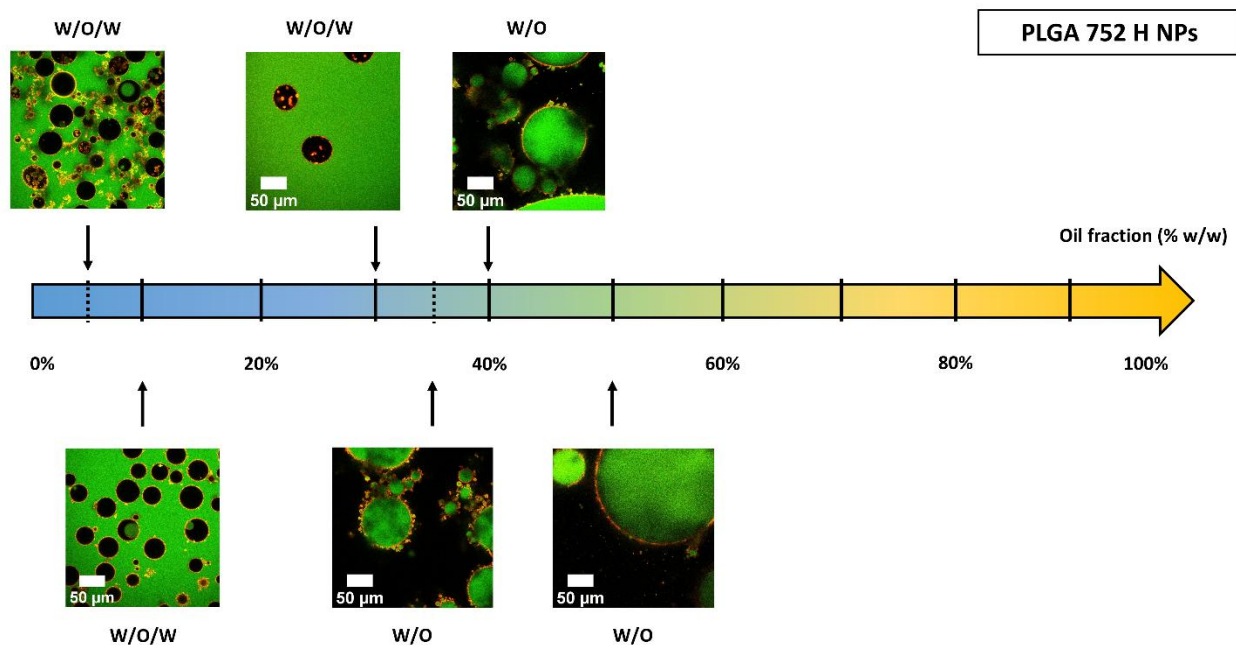 W/O/W
W/O/W
W/O
PLGA 752 H NPs
50 µm
50 µm
Oil fraction (% w/w)
0%
20%
40%
60%
80%
100%
50 µm
50 µm
50 µm
W/O/W
W/O
W/O